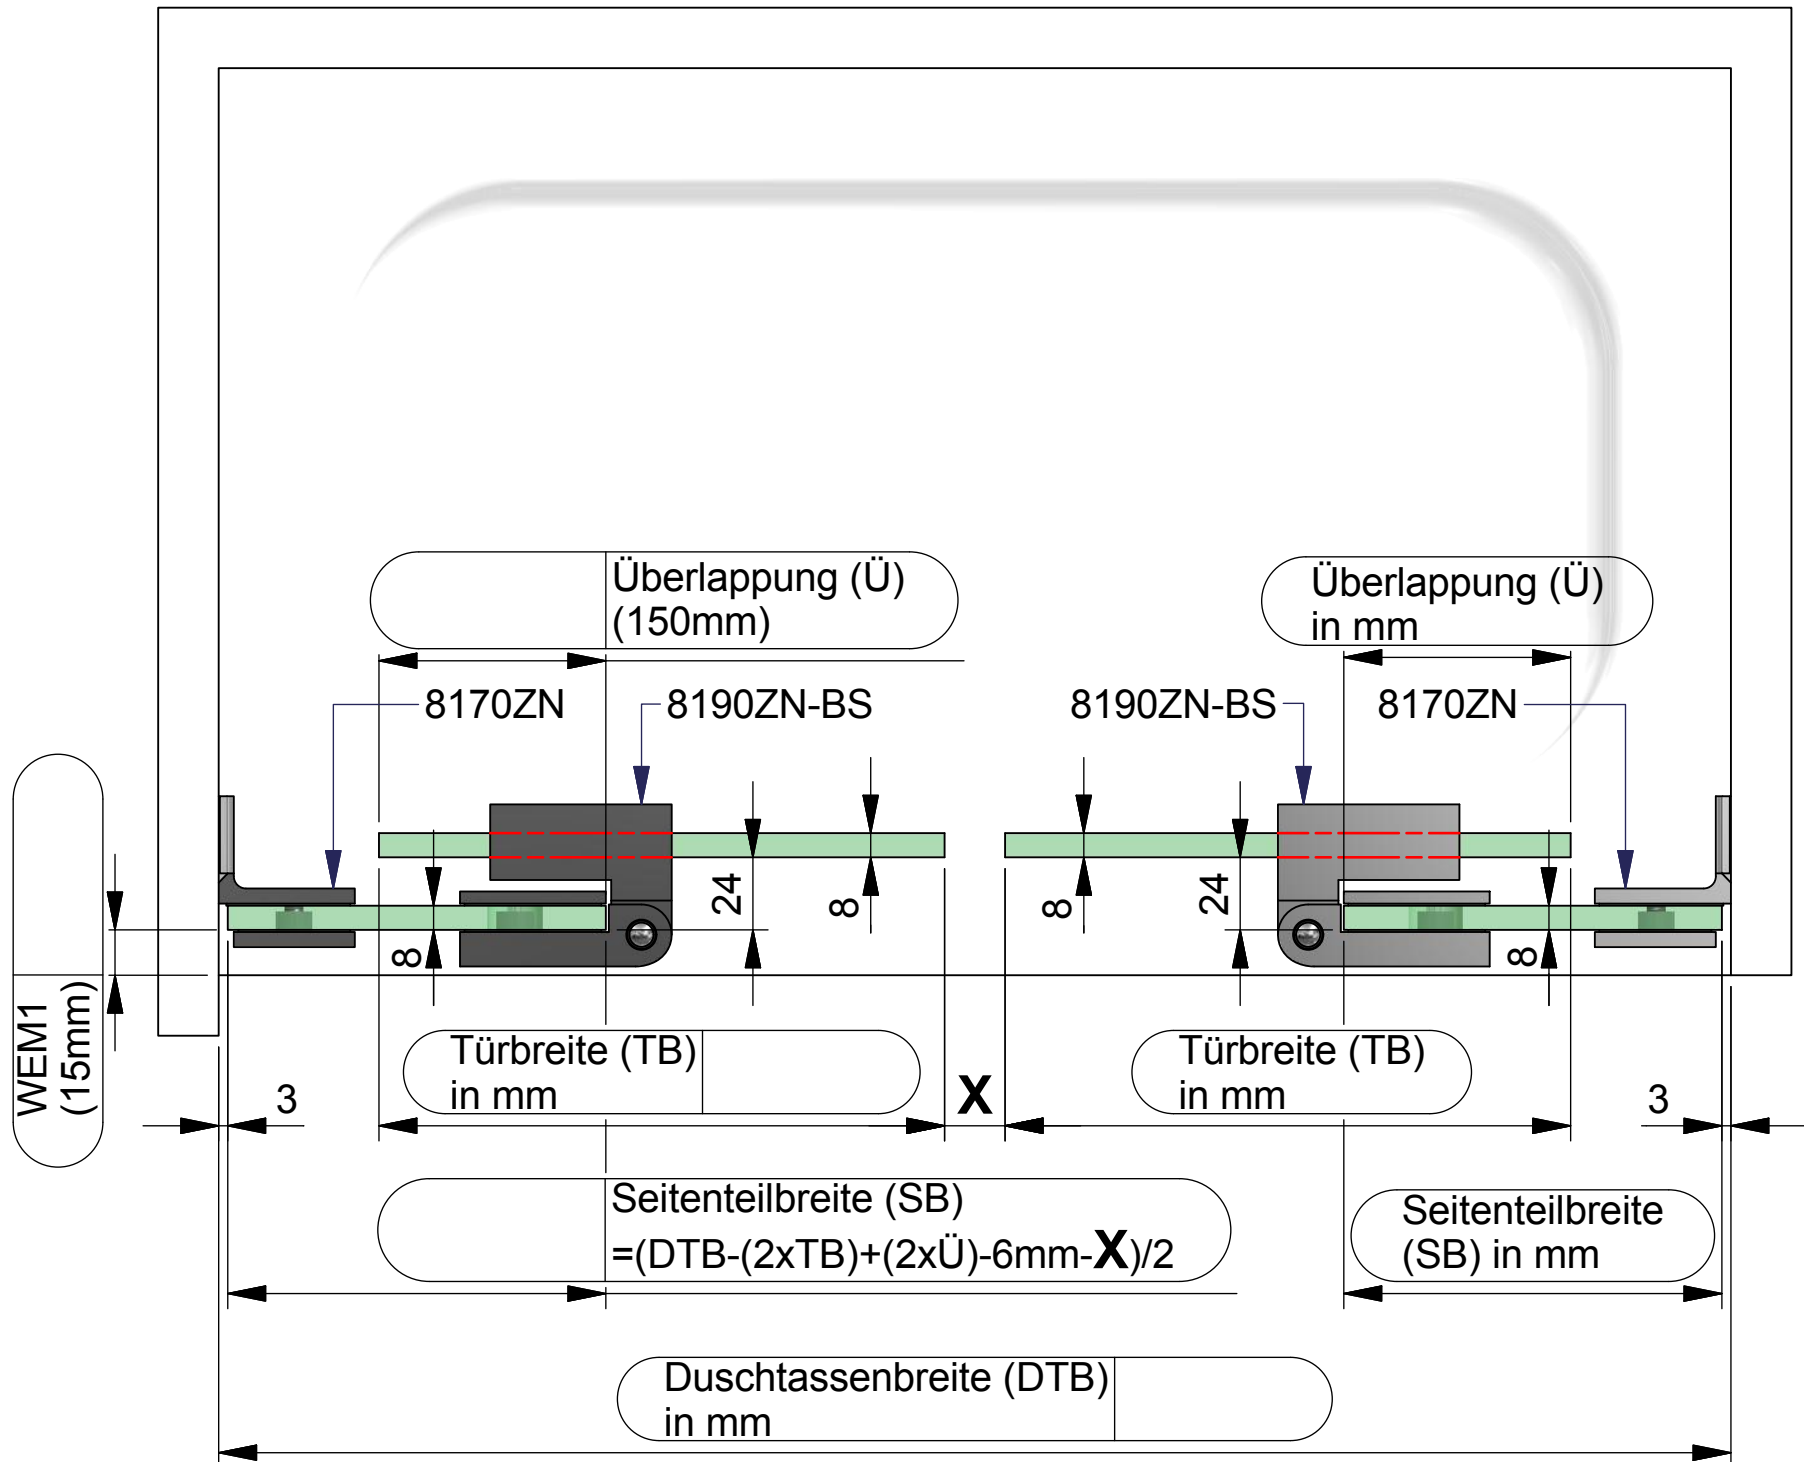 Überlappung (Ü)
(150mm)
Überlappung (Ü)
in mm
8170ZN
8190ZN-BS
8190ZN-BS
8170ZN
24
8
8
24
8
8
WEM1
(15mm)
Türbreite (TB)
in mm
X
Türbreite (TB)
in mm
3
3
Seitenteilbreite (SB)
=(DTB-(2xTB)+(2xÜ)-6mm-X)/2
Seitenteilbreite
(SB) in mm
Duschtassenbreite (DTB)
in mm